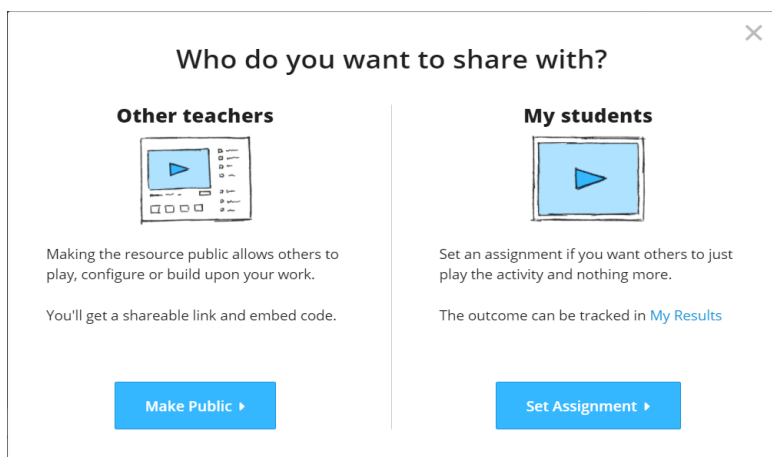 Who do you want to share with?
Other teachers
Making the resource public allows others to
play, configure or build upon your work.
You'll get a shareable link and embed code.
Make Public
My students
Set an assignment if you want others to just
play the activity and nothing more.
The outcome can be tracked in My Results
Set Assignment